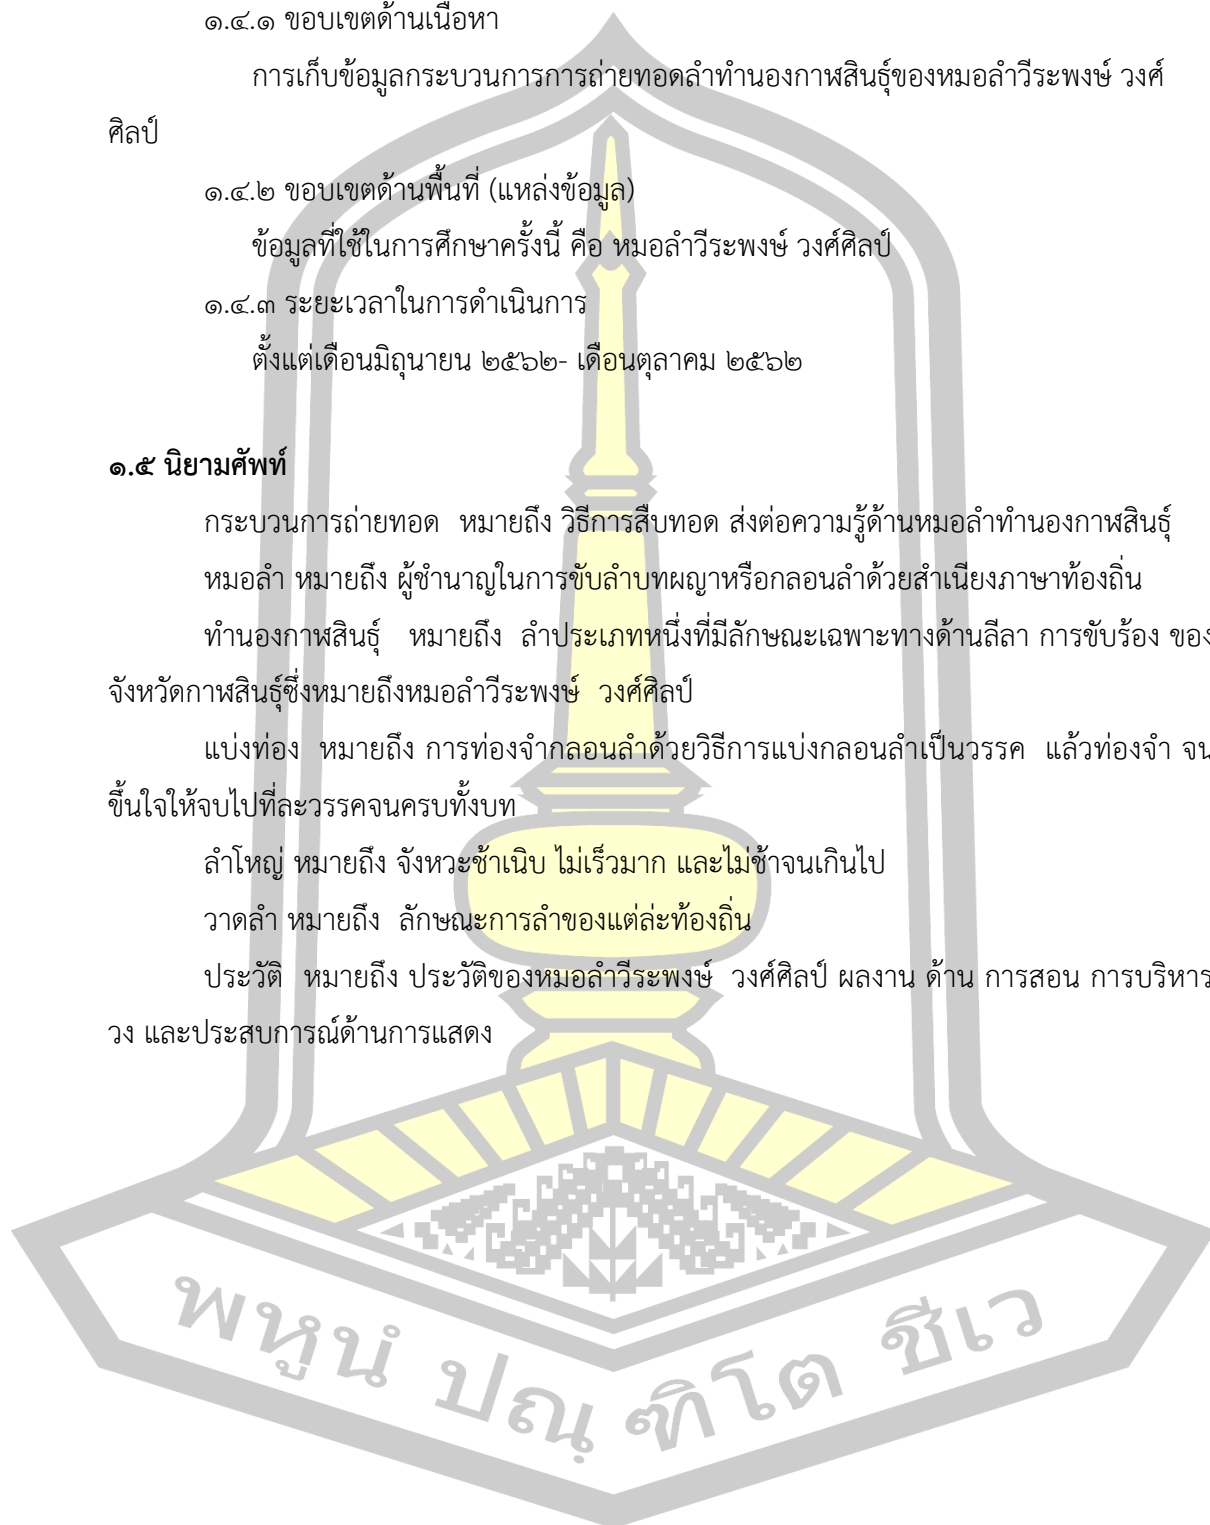 ๑.๔.๑ ขอบเขตด้านเนื้อหา
การเก็บข้อมูลกระบวนการการถ่ายทอดลำทำนองกาฬสินธุ์ของหมอลำวีระพงษ์ วงศ์
ศิลป์
๑.๔.๒ ขอบเขตด้านพื้นที่ (แหล่งข้อมูล)
ข้อมูลที่ใช้ในการศึกษาครั้งนี้ คือ หมอลำวีระพงษ์ วงศ์ศิลป์
๑.๔.๓ ระยะเวลาในการดำเนินการ
ตั้งแต่เดือนมิถุนายน ๒๕๖๒- เดือนตุลาคม ๒๕๖๒
๑.๕ นิยามศัพท์
กระบวนการถ่ายทอด หมายถึง วิธีการสืบทอด ส่งต่อความรู้ด้านหมอลำทำนองกาฬสินธุ์
หมอลำ หมายถึง ผู้ชำนาญในการขับลำบทผญาหรือกลอนลำด้วยสำเนียงภาษาท้องถิ่น
ทำนองกาฬสินธุ์ หมายถึง ลำประเภทหนึ่งที่มีลักษณะเฉพาะทางด้านลีลา การขับร้อง ของ
จังหวัดกาฬสินธุ์ซึ่งหมายถึงหมอลำวีระพงษ์ วงศ์ศิลป์
แบ่งท่อง หมายถึง การท่องจำกลอนลำด้วยวิธีการแบ่งกลอนลำเป็นวรรค แล้วท่องจำ จน
ขึ้นใจให้จบไปที่ละวรรคจนครบทั้งบท
ลำโหญ่ หมายถึง จังหวะช้าเนิบ ไม่เร็วมาก และไม่ช้าจนเกินไป
วาดลำ หมายถึง ลักษณะการลำของแต่ล่ะท้องถิ่น
ประวัติ หมายถึง ประวัติของหมอลำวีระพงษ์ วงศ์ศิลป์ ผลงาน ด้าน การสอน การบริหาร
วง และประสบการณ์ด้านการแสดง
พหูนํ ปณฺฑิโต ชีเว